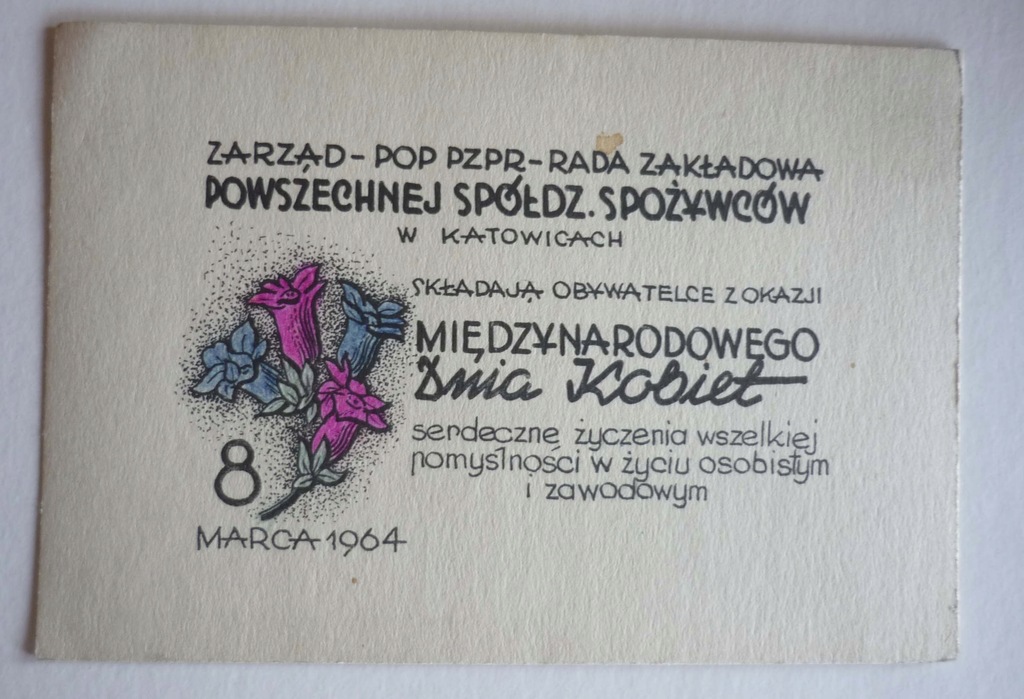 ZARZĄD - POP PZPR - RADA ZAKŁADOWA
POWSZECHNEJ SPÓŁDZ. SPOŻYWCÓW
W KATOWICACH
SKŁADAJĄ OBYWATELCE Z OKAZJI
MIĘDZYNARODOWEGO
Dnia Kobiet
serdeczne życzenia wszelkiej
pomyślności w życiu osobistym
i zawodowym
8
MARCA 1964